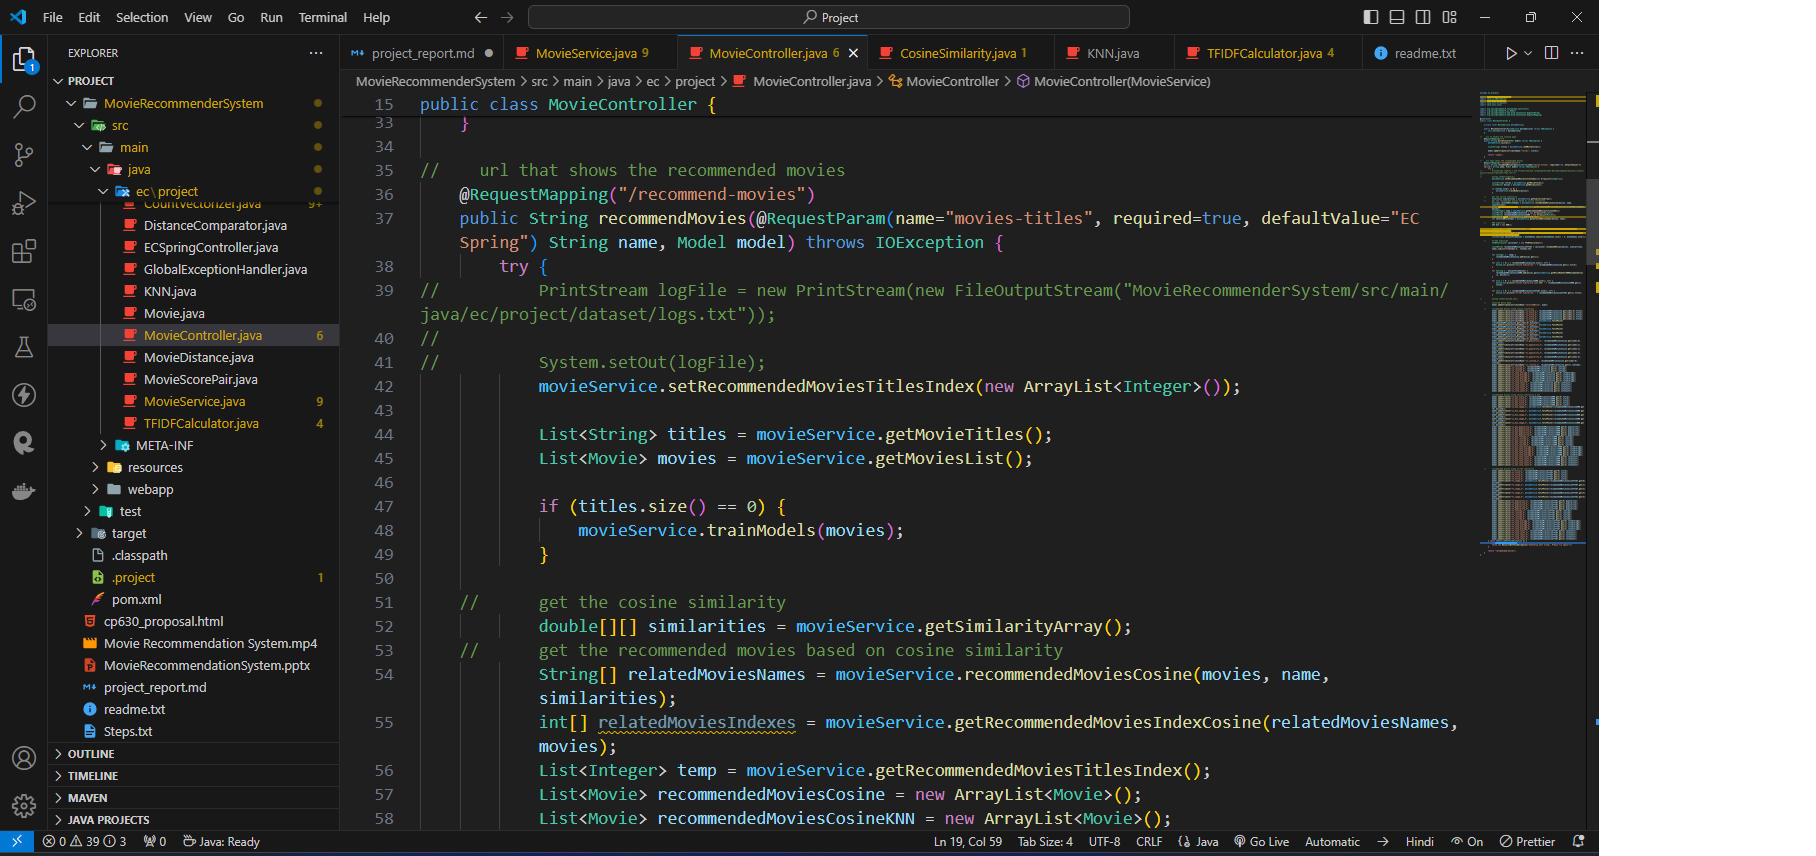 File Edit Selection View Go Run Terminal Help
Project
EXPLORER
project_report.md
MovieService.java 9
MovieController.java 6
CosineSimilarity.java 1
KNN.java
TFIDFCalculator.java 4
readme.txt
PROJECT
MovieRecommenderSystem > src > main > java > ec > project > MovieController.java > MovieController > MovieController(MovieService)
MovieRecommenderSystem
src
main
java
ec\project
CountVectorizer.java 9+
DistanceComparator.java
ECSpringController.java
GlobalExceptionHandler.java
KNN.java
Movie.java
MovieController.java 6
MovieDistance.java
MovieScorePair.java
MovieService.java 9
TFIDFCalculator.java 4
META-INF
resources
webapp
test
target
.classpath
.project 1
pom.xml
cp630_proposal.html
Movie Recommendation System.mp4
MovieRecommendationSystem.pptx
project_report.md
readme.txt
Steps.txt
OUTLINE
TIMELINE
MAVEN
JAVA PROJECTS
1
15 public class MovieController {
33 }
34
35 // url that shows the recommended movies
36 @RequestMapping("/recommend-movies")
37 public String recommendMovies(@RequestParam(name="movies-titles", required=true, defaultValue="EC
Spring") String name, Model model) throws IOException {
38 try {
39 // PrintStream logFile = new PrintStream(new FileOutputStream("MovieRecommenderSystem/src/main/
java/ec/project/dataset/logs.txt"));
40 //
41 // System.setOut(logFile);
42 movieService.setRecommendedMoviesTitlesIndex(new ArrayList<Integer>());
43
44 List<String> titles = movieService.getMovieTitles();
45 List<Movie> movies = movieService.getMoviesList();
46
47 if (titles.size() == 0) {
48 movieService.trainModels(movies);
49 }
50
51 // get the cosine similarity
52 double[][] similarities = movieService.getSimilarityArray();
53 // get the recommended movies based on cosine similarity
54 String[] relatedMoviesNames = movieService.recommendedMoviesCosine(movies, name,
similarities);
55 int[] relatedMoviesIndexes = movieService.getRecommendedMoviesIndexCosine(relatedMoviesNames,
movies);
56 List<Integer> temp = movieService.getRecommendedMoviesTitlesIndex();
57 List<Movie> recommendedMoviesCosine = new ArrayList<Movie>();
58 List<Movie> recommendedMoviesCosineKNN = new ArrayList<Movie>();
0 39 3 0 Java: Ready
Ln 19, Col 59 Tab Size: 4 UTF-8 CRLF {} Java Go Live Automatic → Hindi On Prettier